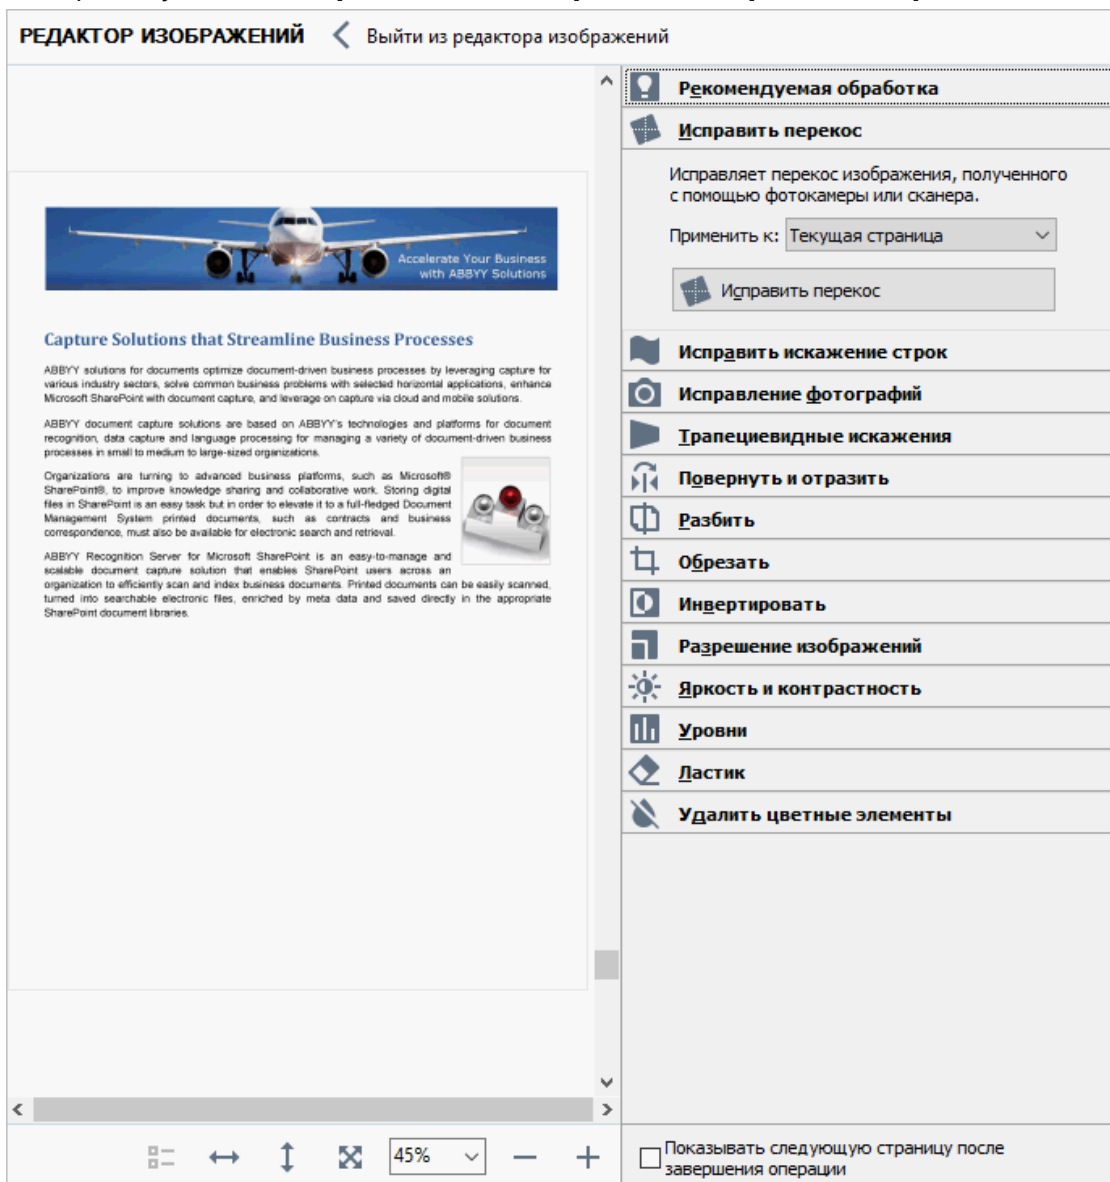 РЕДАКТОР ИЗОБРАЖЕНИЙ
Выйти из редактора изображений
Accelerate Your Business
with ABBYY Solutions
Capture Solutions that Streamline Business Processes
ABBYY solutions for documents optimize document-driven business processes by leveraging capture for
various industry sectors, solve common business problems with selected horizontal applications, enhance
Microsoft SharePoint with document capture, and leverage on capture via cloud and mobile solutions.
ABBYY document capture solutions are based on ABBYY's technologies and platforms for document
recognition, data capture and language processing for managing a variety of document-driven business
processes in small to medium to large-sized organizations.
Organizations are turning to advanced business platforms, such as Microsoft®
SharePoint®, to improve knowledge sharing and collaborative work. Storing digital
files in SharePoint is an easy task but in order to elevate it to a full-fledged Document
Management System printed documents, such as contracts and business
correspondence, must also be available for electronic search and retrieval.
ABBYY Recognition Server for Microsoft SharePoint is an easy-to-manage and
scalable document capture solution that enables SharePoint users across an
organization to efficiently scan and index business documents. Printed documents can be easily scanned,
turned into searchable electronic files, enriched by meta data and saved directly in the appropriate
SharePoint document libraries.
45%
Рекомендуемая обработка
Исправить перекос
Исправляет перекос изображения, полученного
с помощью фотокамеры или сканера.
Применить к: Текущая страница
Исправить перекос
Исправить искажение строк
Исправление фотографий
Трапециевидные искажения
Повернуть и отразить
Разбить
Обрезать
Инвертировать
Разрешение изображений
Яркость и контрастность
Уровни
Ластик
Удалить цветные элементы
Показывать следующую страницу после
завершения операции